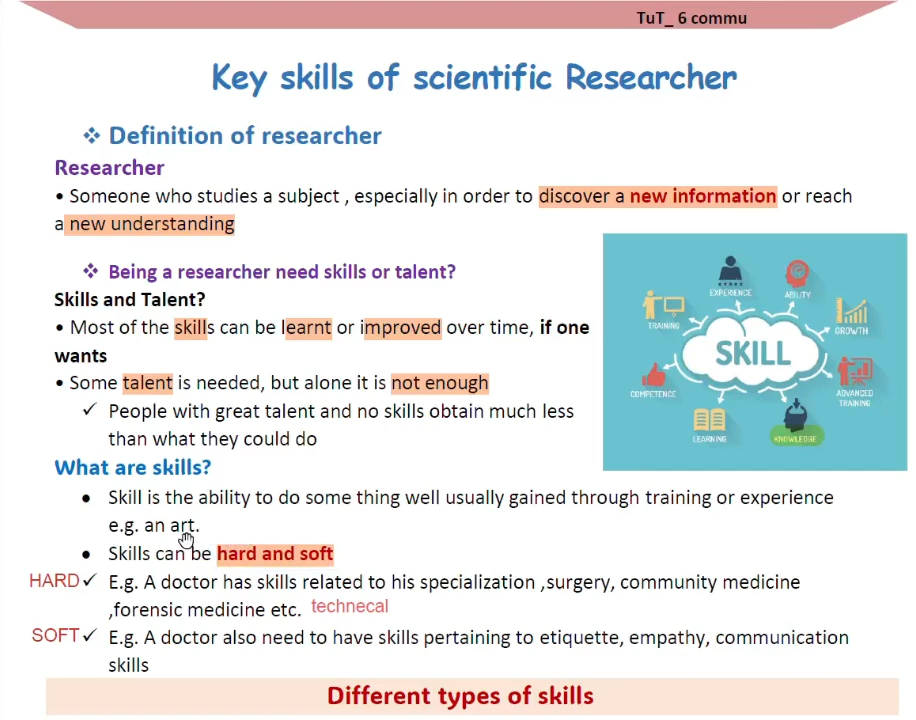 TuT_ 6 commu
Key skills of scientific Researcher
❖ Definition of researcher
Researcher
• Someone who studies a subject , especially in order to discover a new information or reach
a new understanding
❖ Being a researcher need skills or talent?
Skills and Talent?
• Most of the skills can be learnt or improved over time, if one
wants
• Some talent is needed, but alone it is not enough
✓ People with great talent and no skills obtain much less
than what they could do
EXPERIENCE
ABILITY
TRAINING
GROWTH
SKILL
COMPETENCE
ADVANCED
TRAINING
LEARNING
KNOWLEDGE
What are skills?
• Skill is the ability to do some thing well usually gained through training or experience
e.g. an art.
• Skills can be hard and soft
HARD ✓ E.g. A doctor has skills related to his specialization ,surgery, community medicine
,forensic medicine etc. technecal
SOFT ✓ E.g. A doctor also need to have skills pertaining to etiquette, empathy, communication
skills
Different types of skills